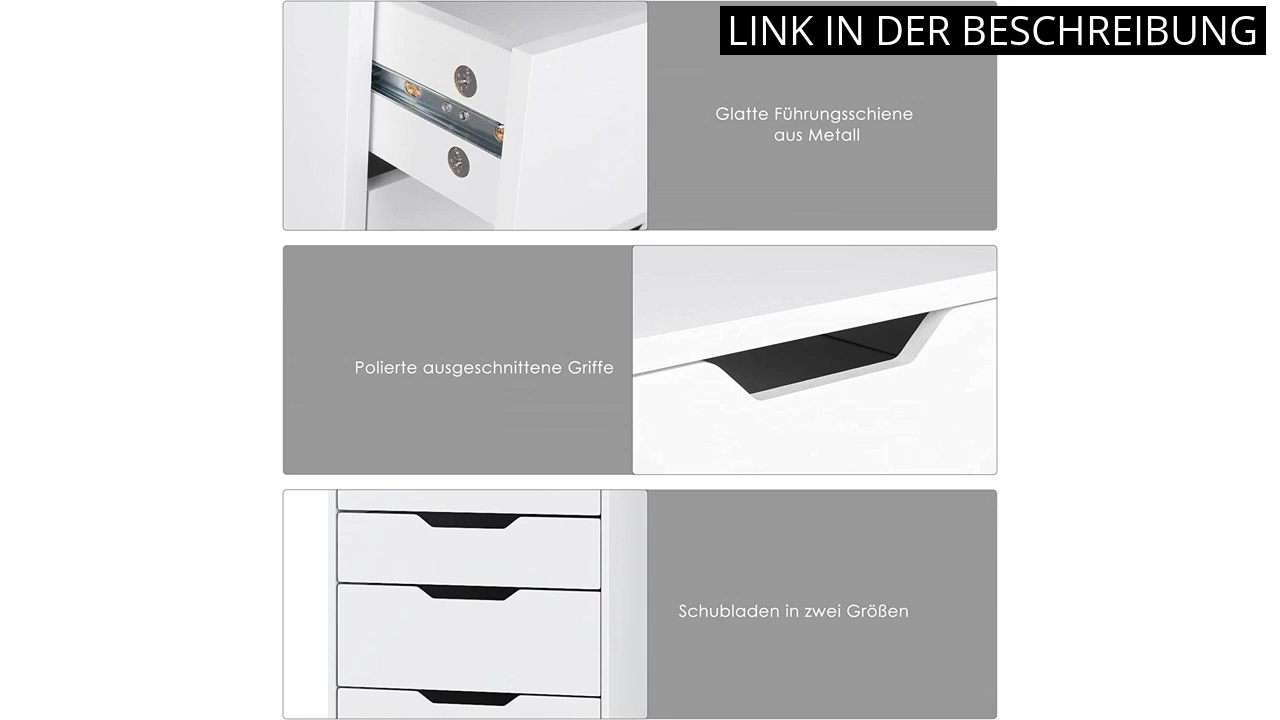 LINK IN DER BESCHREIBUNG
Glatte Führungsschiene
aus Metall
Polierte ausgeschnittene Griffe
Schubladen in zwei Größen